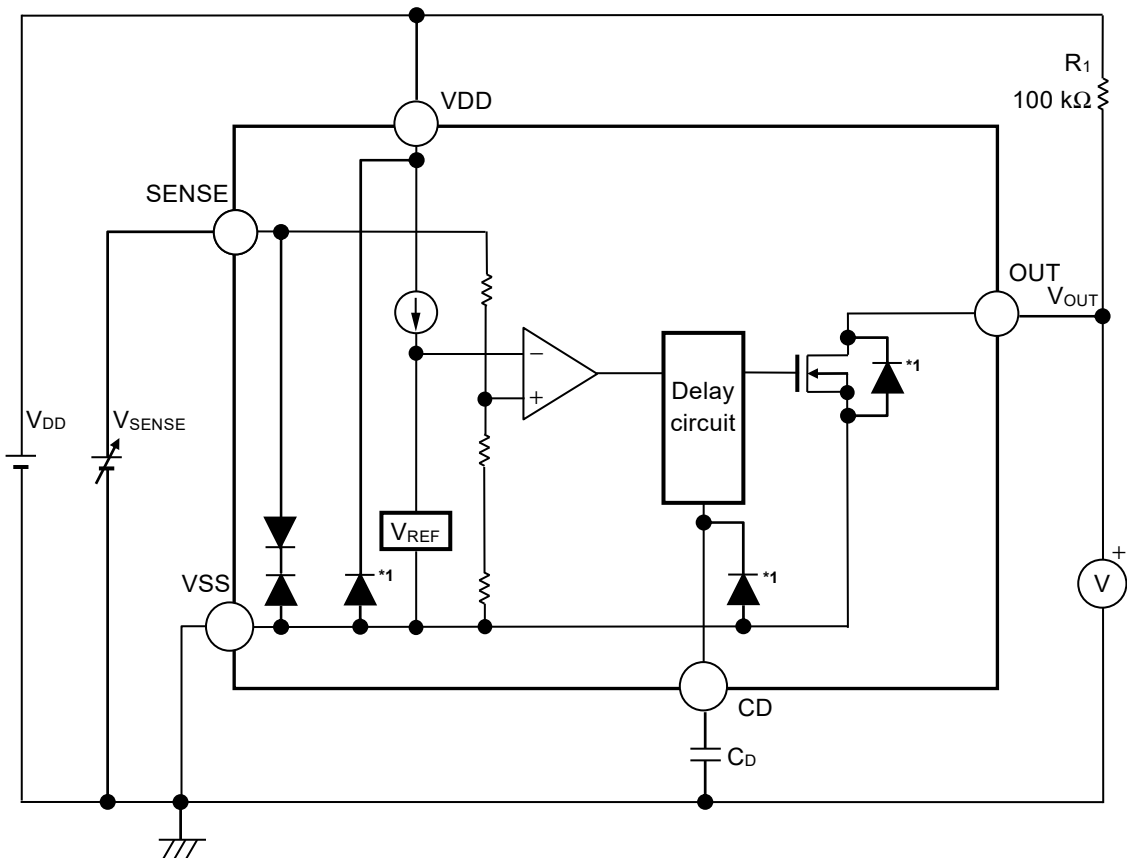 VDD
R1
100 kΩ
SENSE
OUT
VOUT
−
+
Delay
circuit
*1
VDD
VSENSE
VREF
VSS
*1
*1
+
V
CD
CD